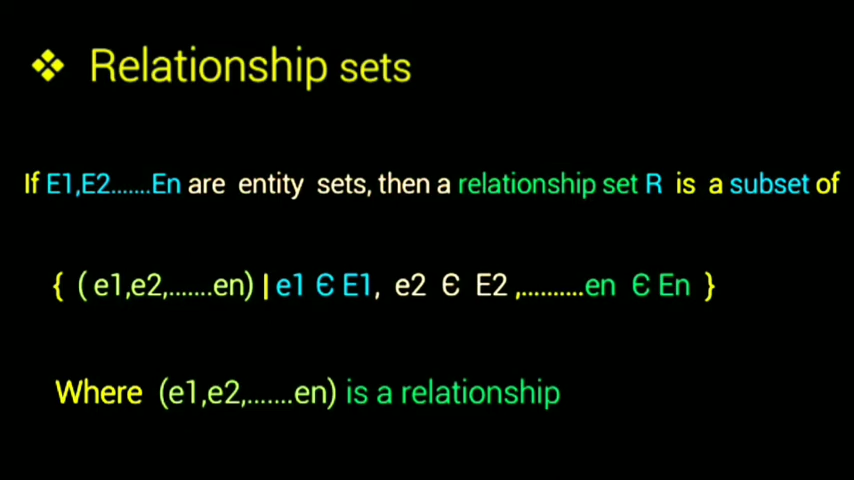 ❖ Relationship sets
If E1,E2.......En are entity sets, then a relationship set R is a subset of
{ ( e1,e2,.......en) | e1 Є E1, e2 Є E2 ,..........en Є En }
Where (e1,e2,.......en) is a relationship